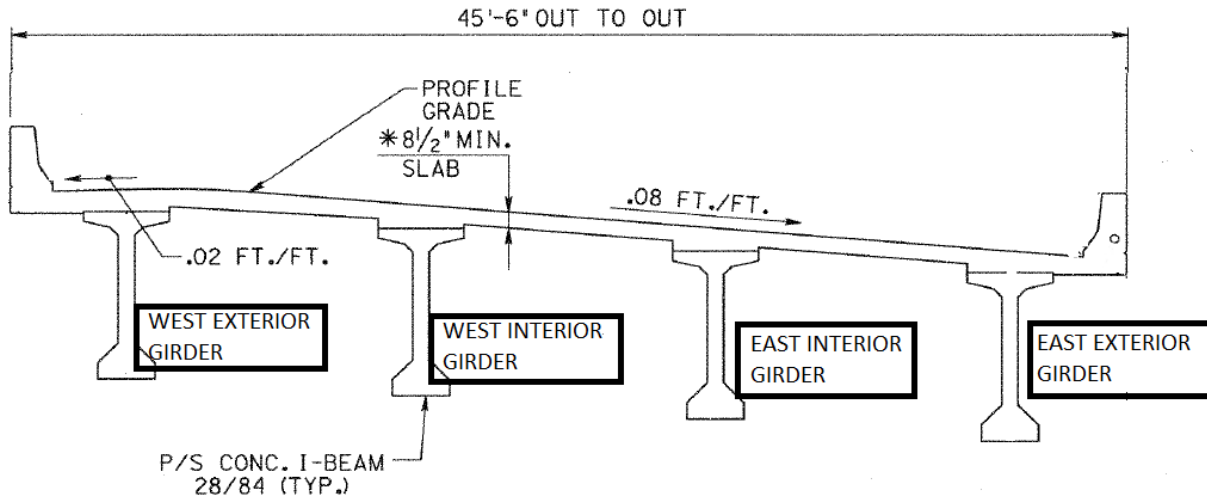 45'-6" OUT TO OUT
PROFILE
GRADE
*8 1/2" MIN.
SLAB
.08 FT./FT.
.02 FT./FT.
WEST EXTERIOR
GIRDER
WEST INTERIOR
GIRDER
EAST INTERIOR
GIRDER
EAST EXTERIOR
GIRDER
P/S CONC. I-BEAM
28/84 (TYP.)